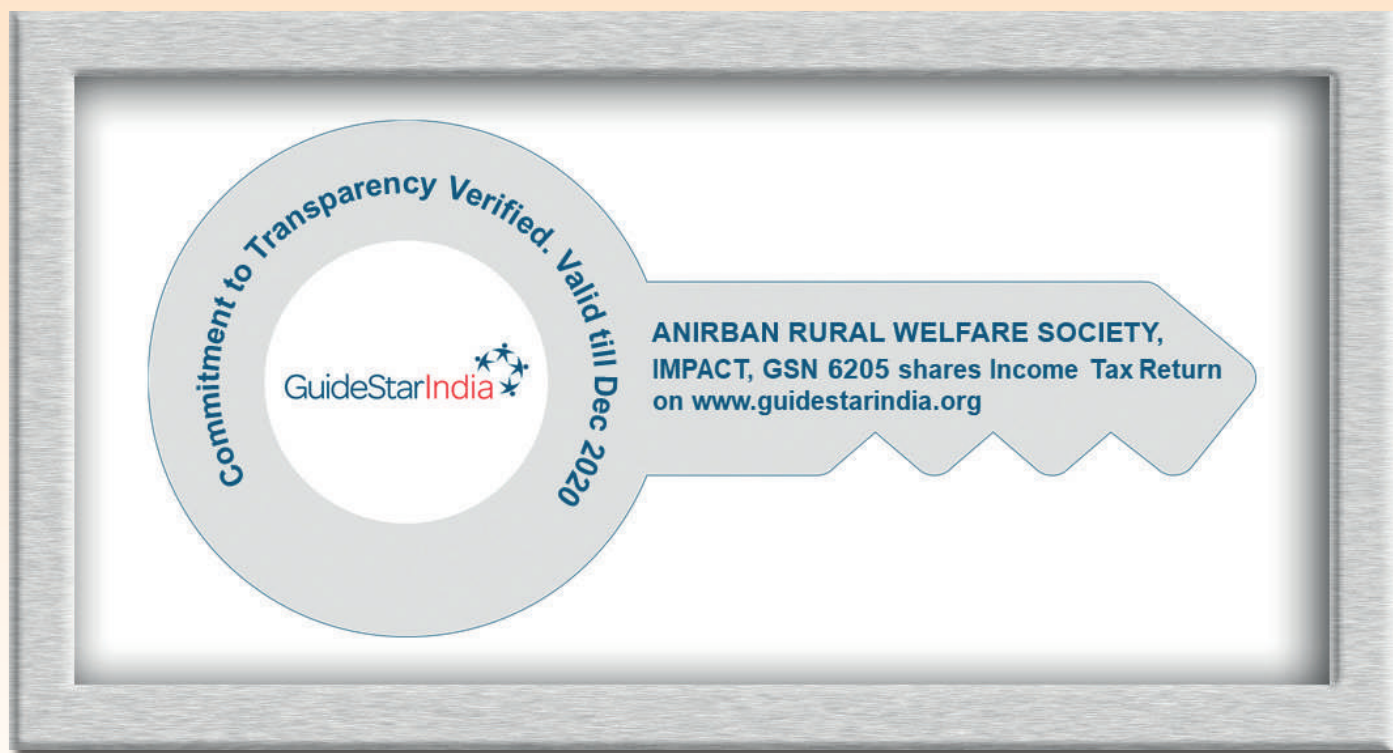 Commitment to Transparency Verified. Valid till Dec 2020
GuideStarIndia
ANIRBAN RURAL WELFARE SOCIETY,
IMPACT, GSN 6205 shares Income Tax Return
on www.guidestarindia.org